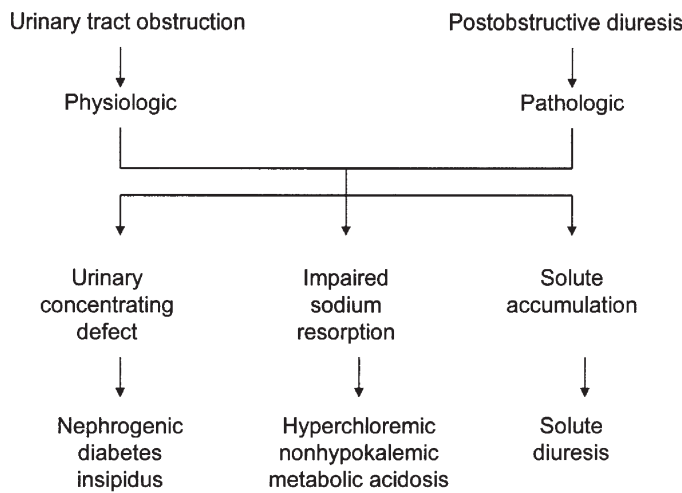 Urinary tract obstruction
Postobstructive diuresis
Physiologic
Pathologic
Urinary
concentrating
defect
Impaired
sodium
resorption
Solute
accumulation
Nephrogenic
diabetes
insipidus
Hyperchloremic
nonhypokalemic
metabolic acidosis
Solute
diuresis